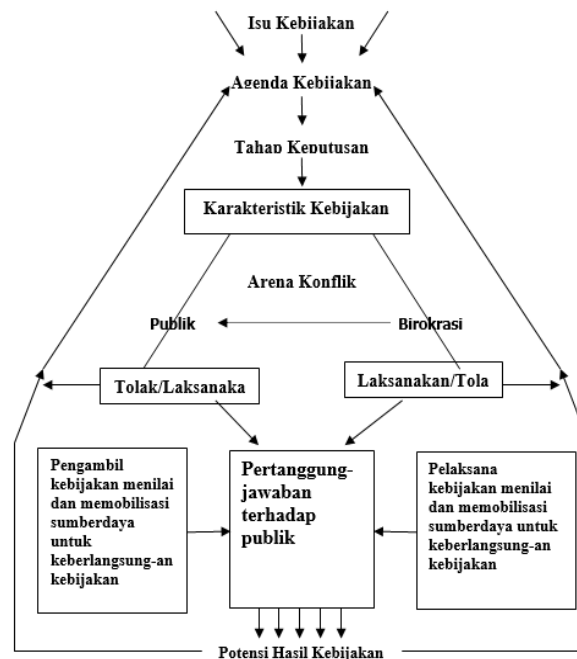 Isu Kebijakan
Agenda Kebijakan
Tahap Keputusan
Karakteristik Kebijakan
Arena Konflik
Publik
Birokrasi
Tolak/Laksanaka
Laksanakan/Tola
Pengambil
kebijakan menilai
dan memobilisasi
sumberdaya
untuk
keberlangsung-an
kebijakan
Pertanggung-
jawaban
terhadap
publik
Pelaksana
kebijakan menilai
dan memobilisasi
sumberdaya untuk
keberlangsung-an
kebijakan
Potensi Hasil Kebijakan